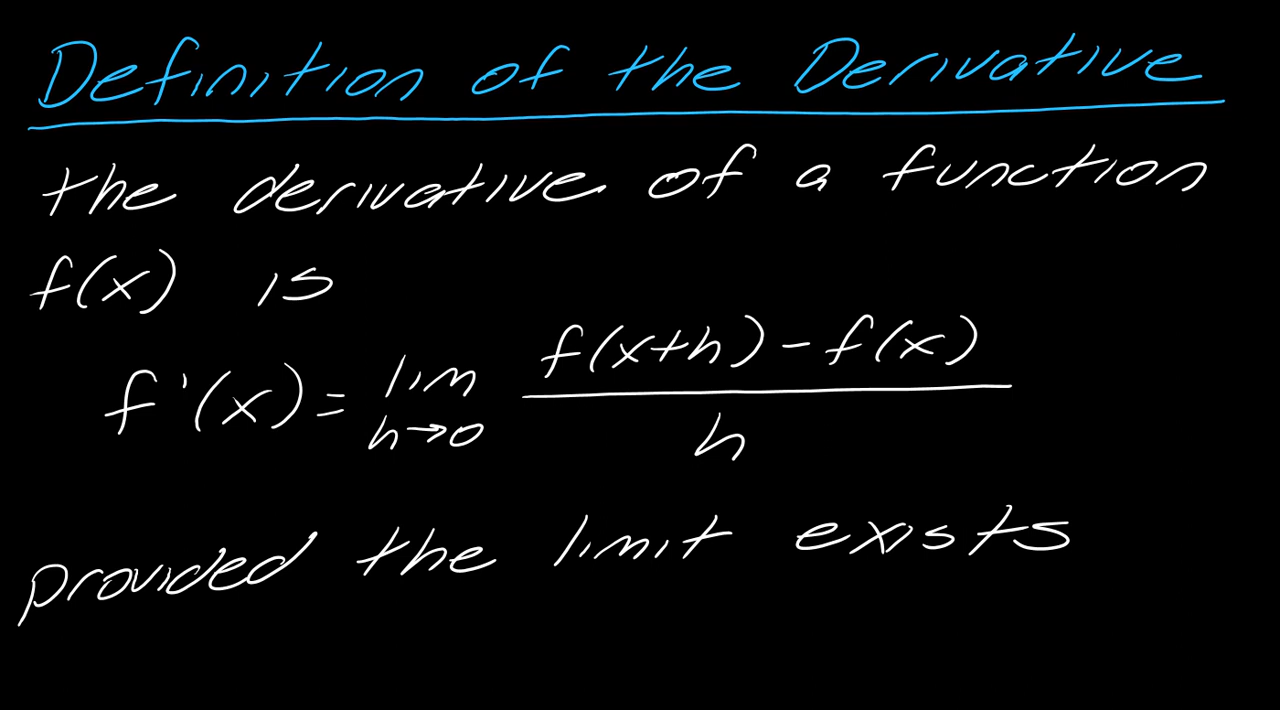 Definition of the Derivative
the derivative of a function
f(x) is
f'(x) = lim h→0 f(x+h) - f(x) / h
provided the limit exists